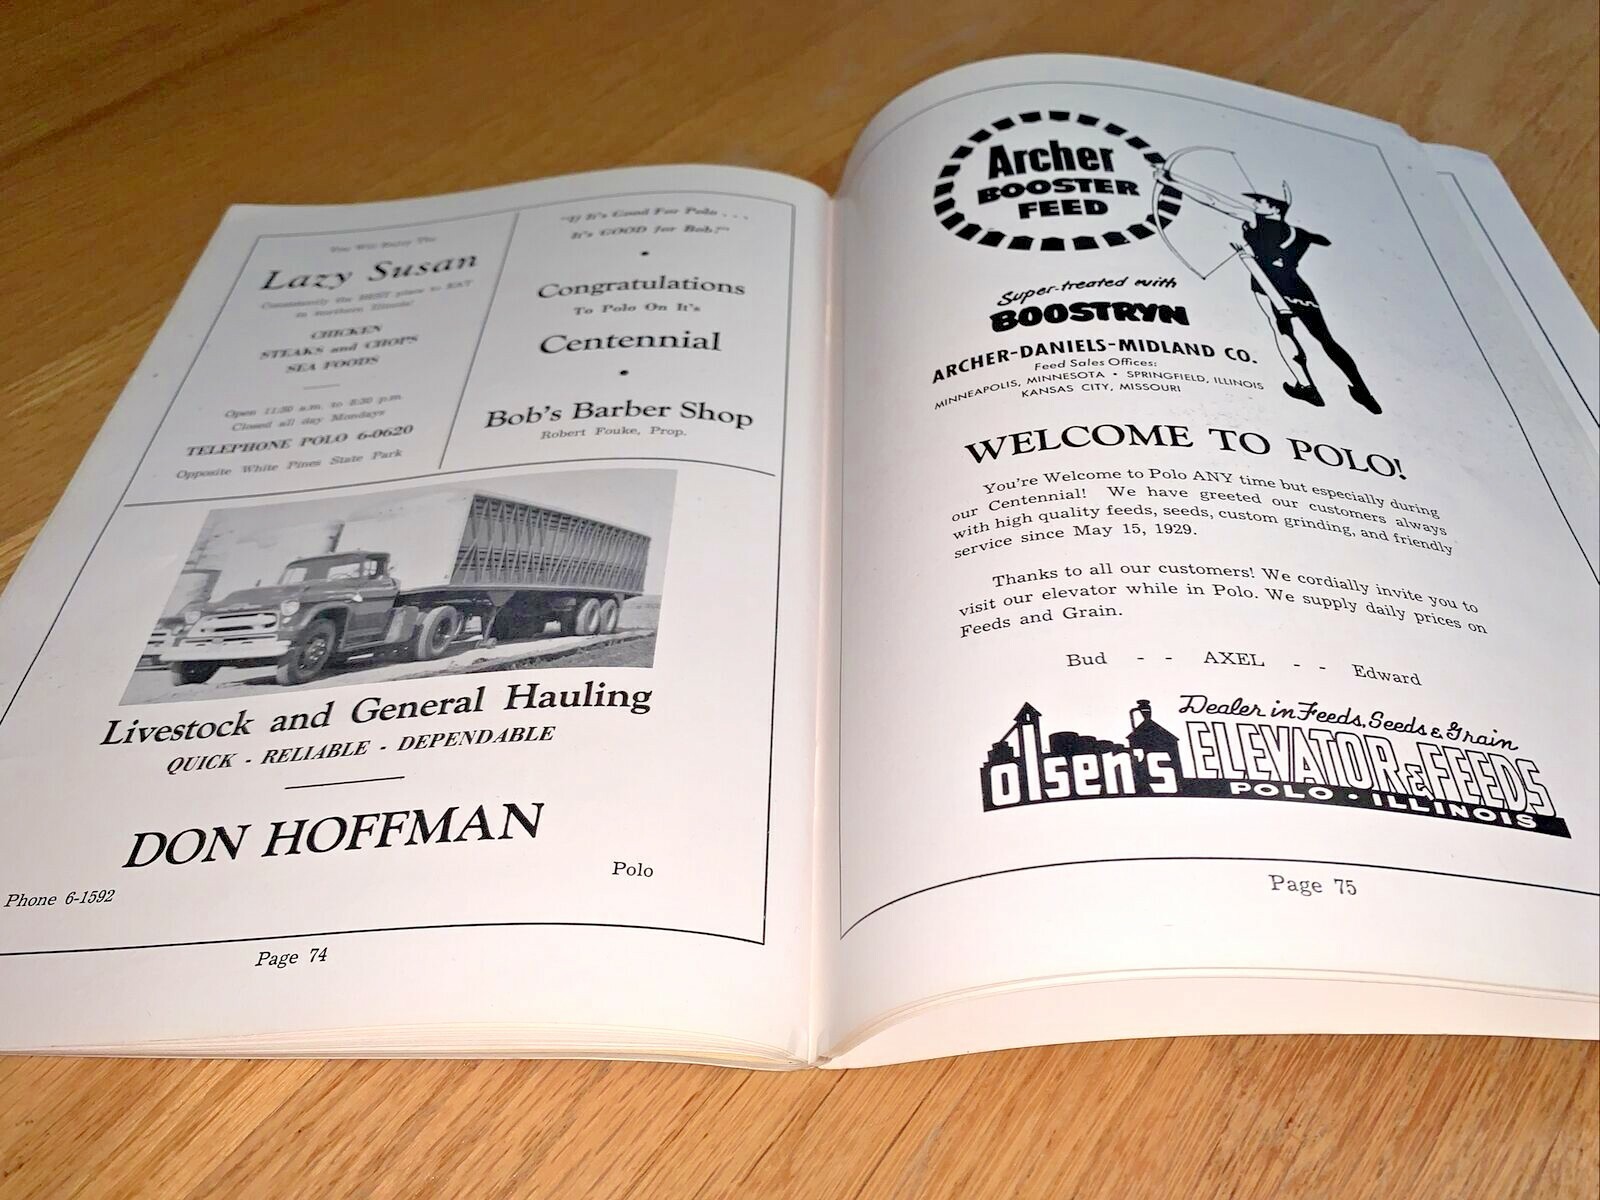 You Will Enjoy The
Lazy Susan
Consistently the BEST place to EAT
in northern Illinois!
CHICKEN
STEAKS and CHOPS
SEA FOODS
Open 11:30 a.m. to 8:30 p.m.
Closed all day Mondays
TELEPHONE POLO 6-0620
Opposite White Pines State Park
"If It's Good For Polo . . .
It's GOOD for Bob!"
Congratulations
To Polo On It's
Centennial
Bob's Barber Shop
Robert Fouke, Prop.
Livestock and General Hauling
QUICK - RELIABLE - DEPENDABLE
DON HOFFMAN
Polo
Phone 6-1592
Page 74
Archer
BOOSTER
FEED
Super-treated with
BOOSTRYN
ARCHER-DANIELS-MIDLAND CO.
Feed Sales Offices:
MINNEAPOLIS, MINNESOTA • SPRINGFIELD, ILLINOIS
KANSAS CITY, MISSOURI
WELCOME TO POLO!
You're Welcome to Polo ANY time but especially during
our Centennial! We have greeted our customers always
with high quality feeds, seeds, custom grinding, and friendly
service since May 15, 1929.
Thanks to all our customers! We cordially invite you to
visit our elevator while in Polo. We supply daily prices on
Feeds and Grain.
Bud - - AXEL - - Edward
Dealer in Feeds, Seeds & Grain
olsen's ELEVATOR & FEEDS
POLO • ILLINOIS
Page 75